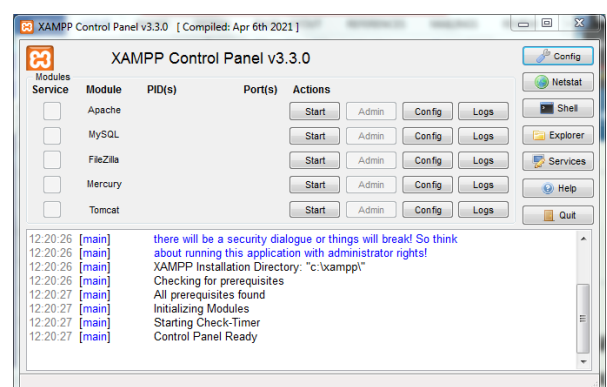 XAMPP Control Panel v3.3.0 [ Compiled: Apr 6th 2021 ]
XAMPP Control Panel v3.3.0
Config
Modules
Service Module PID(s) Port(s) Actions
Netstat
Apache Start Admin Config Logs
Shell
MySQL Start Admin Config Logs
Explorer
FileZilla Start Admin Config Logs
Services
Mercury Start Admin Config Logs
Help
Tomcat Start Admin Config Logs
Quit
12:20:26 [main] there will be a security dialogue or things will break! So think
12:20:26 [main] about running this application with administrator rights!
12:20:26 [main] XAMPP Installation Directory: "c:\xampp\"
12:20:26 [main] Checking for prerequisites
12:20:27 [main] All prerequisites found
12:20:27 [main] Initializing Modules
12:20:27 [main] Starting Check-Timer
12:20:27 [main] Control Panel Ready